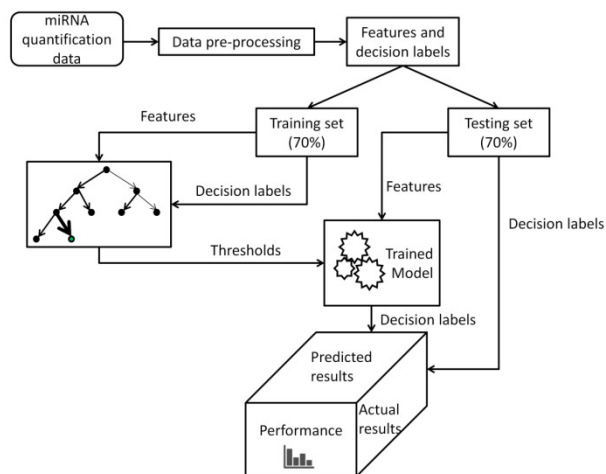 miRNA
quantification
data
Data pre-processing
Features and
decision labels
Features
Training set
(70%)
Testing set
(70%)
Decision labels
Features
Decision labels
Thresholds
Trained
Model
Decision labels
Predicted
results
Actual
results
Performance